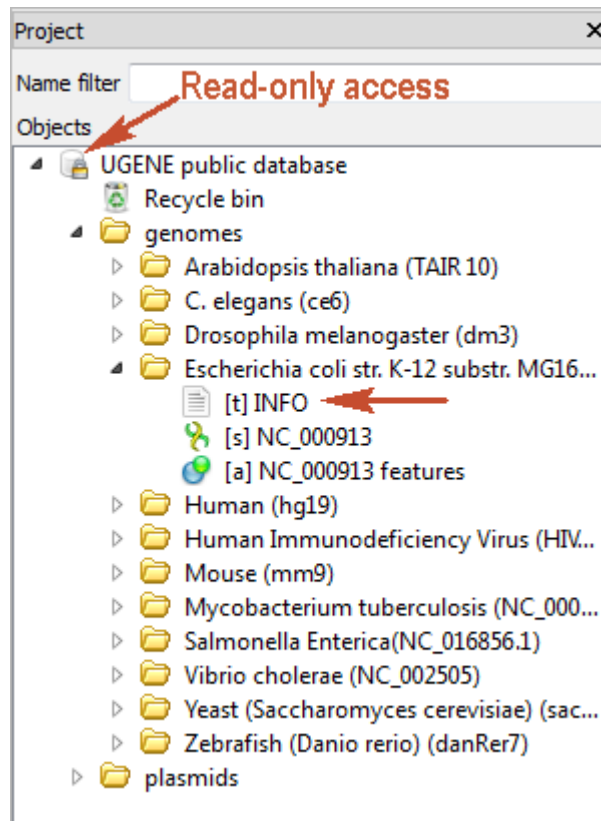 Project
Name filter
Read-only access
Objects
UGENE public database
Recycle bin
genomes
Arabidopsis thaliana (TAIR 10)
C. elegans (ce6)
Drosophila melanogaster (dm3)
Escherichia coli str. K-12 substr. MG16...
[t] INFO
[s] NC_000913
[a] NC_000913 features
Human (hg19)
Human Immunodeficiency Virus (HIV...
Mouse (mm9)
Mycobacterium tuberculosis (NC_000...
Salmonella Enterica(NC_016856.1)
Vibrio cholerae (NC_002505)
Yeast (Saccharomyces cerevisiae) (sac...
Zebrafish (Danio rerio) (danRer7)
plasmids